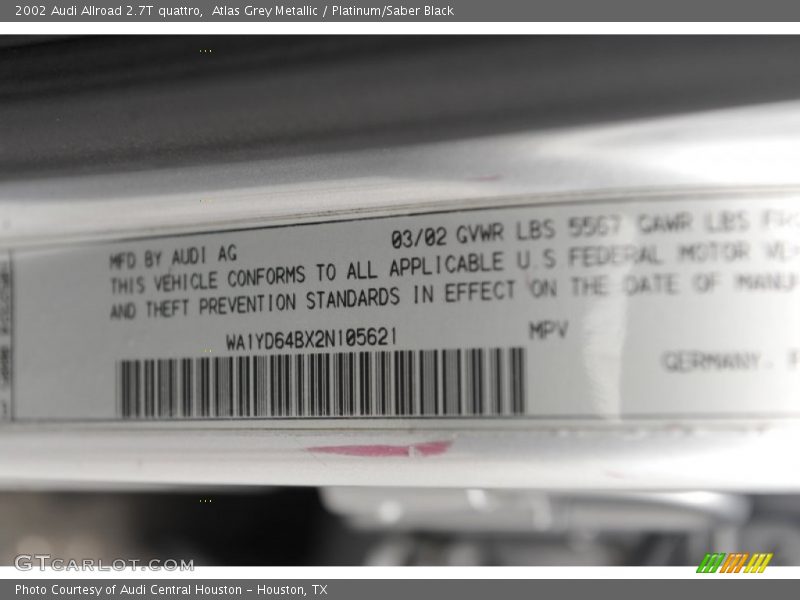 2002 Audi Allroad 2.7T quattro,  Atlas Grey Metallic / Platinum/Saber Black
MFD BY AUDI AG 03/02 GVWR LBS 5567 GAWR LBS
THIS VEHICLE CONFORMS TO ALL APPLICABLE U.S FEDERAL MOTOR
AND THEFT PREVENTION STANDARDS IN EFFECT ON THE DATE OF
WA1YD64BX2N105621 MPV
GERMANY.
GTCARLOT.COM
Photo Courtesy of Audi Central Houston - Houston, TX